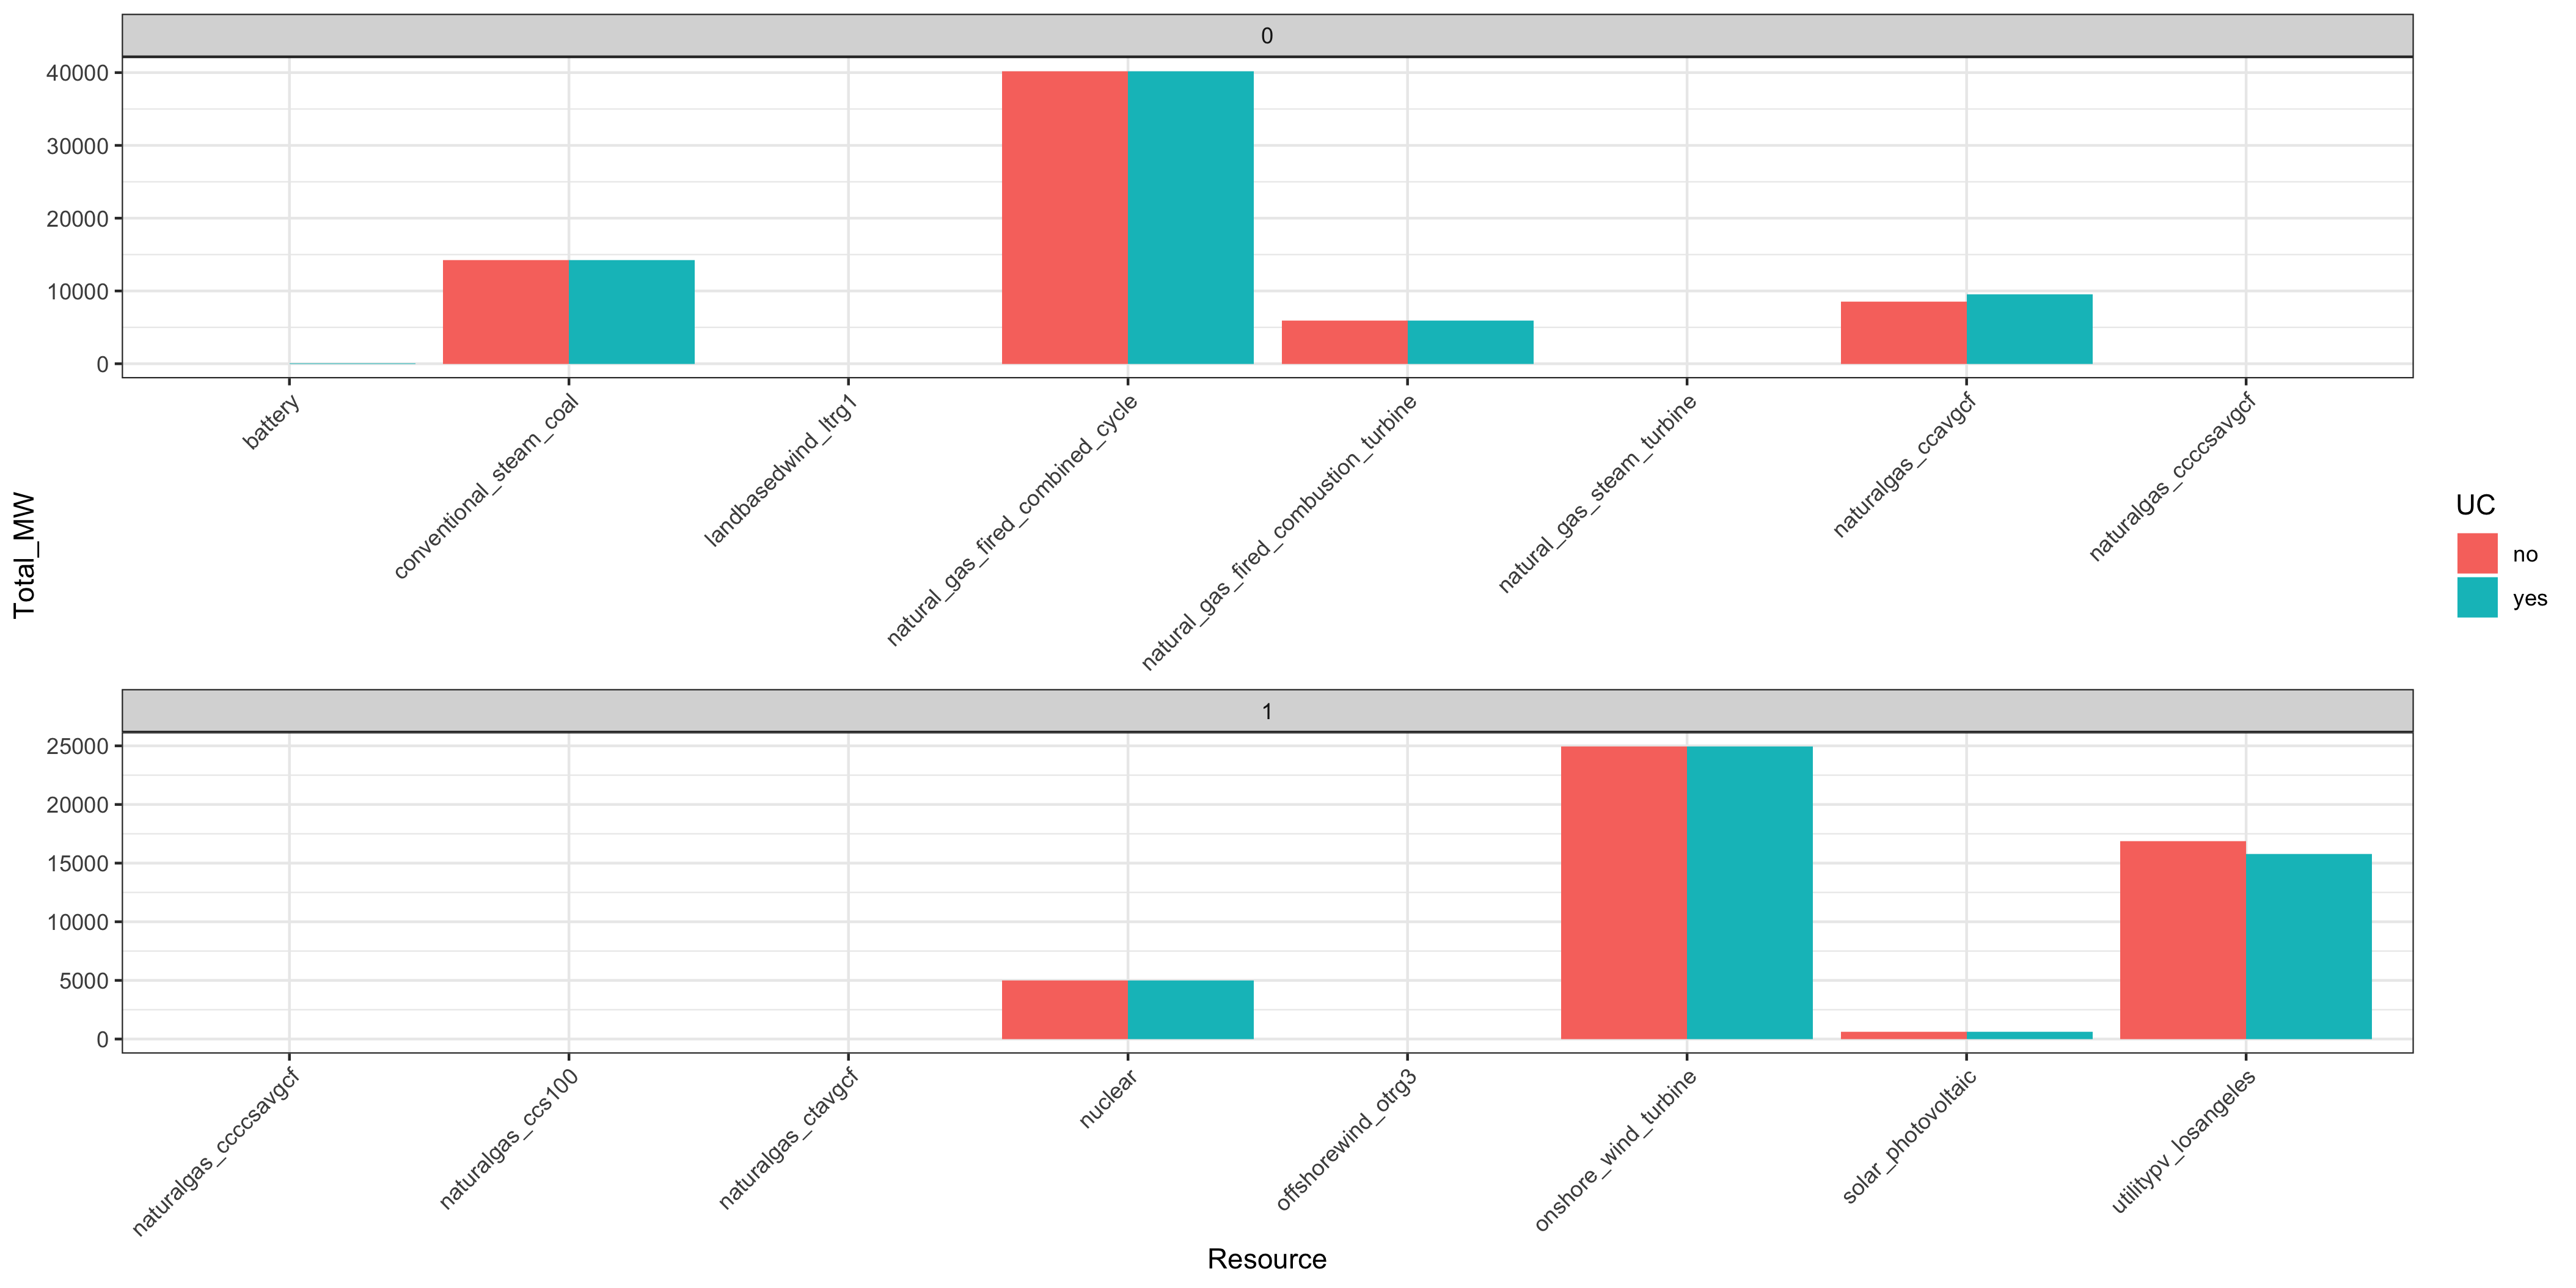 0
40000
30000
20000
10000
0
battery
conventional_steam_coal
landbasedwind_ltrg1
natural_gas_fired_combined_cycle
natural_gas_fired_combustion_turbine
natural_gas_steam_turbine
naturalgas_ccavgcf
naturalgas_ccccsavgcf
Total_MW
1
25000
20000
15000
10000
5000
0
naturalgas_ccccsavgcf
naturalgas_ccs100
naturalgas_ctavgcf
nuclear
offshorewind_otrg3
onshore_wind_turbine
solar_photovoltaic
utilitypv_losangeles
Resource
UC
no
yes